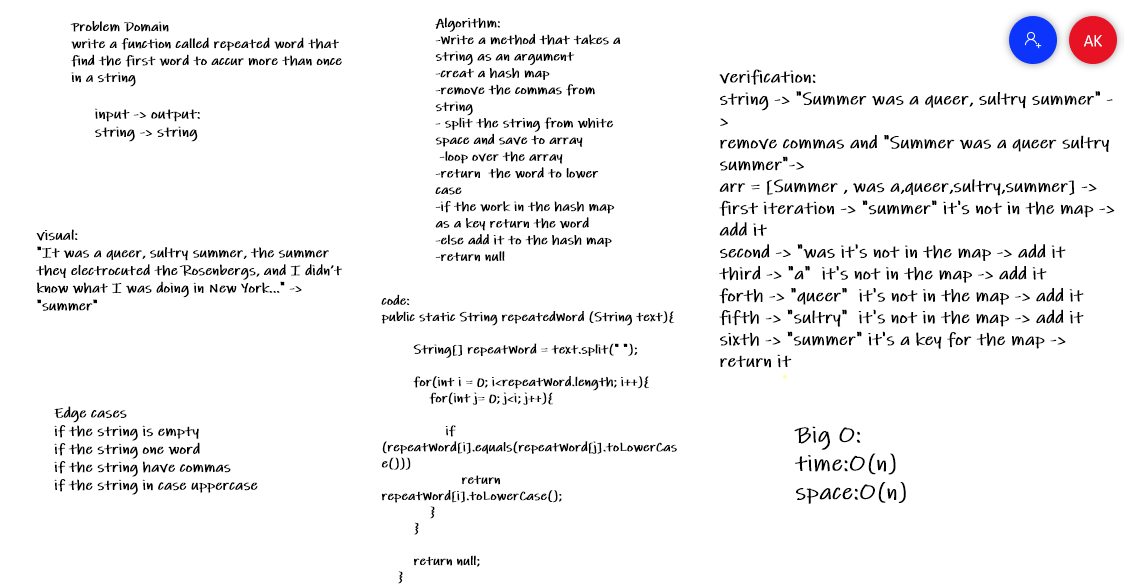 Problem Domain
write a function called repeated word that
find the first word to accur more than once
in a string
input -> output:
string -> string
visual:
"It was a queer, sultry summer, the summer
they electrocuted the Rosenbergs, and I didn't
know what I was doing in New York..." ->
"summer"
Edge cases
if the string is empty
if the string one word
if the string have commas
if the string in case uppercase
Algorithm:
-Write a method that takes a
string as an argument
-creat a hash map
-remove the commas from
string
- split the string from white
space and save to array
-loop over the array
-return the word to lower
case
-if the work in the hash map
as a key return the word
-else add it to the hash map
-return null
code:
public static String repeatedWord (String text){
String[] repeatWord = text.split(" ");
for(int i = 0; i<repeatWord.length; i++){
for(int j= 0; j<i; j++){
if
(repeatWord[i].equals(repeatWord[j].toLowerCas
e()))
return
repeatWord[i].toLowerCase();
}
}
return null;
}
AK
verification:
string -> "Summer was a queer, sultry summer" -
>
remove commas and "Summer was a queer sultry
summer"->
arr = [Summer , was a,queer,sultry,summer] ->
first iteration -> "summer" it's not in the map ->
add it
second -> "was it's not in the map -> add it
third -> "a" it's not in the map -> add it
forth -> "queer" it's not in the map -> add it
fifth -> "sultry" it's not in the map -> add it
sixth -> "summer" it's a key for the map ->
return it
Big O:
time:O(n)
space:O(n)